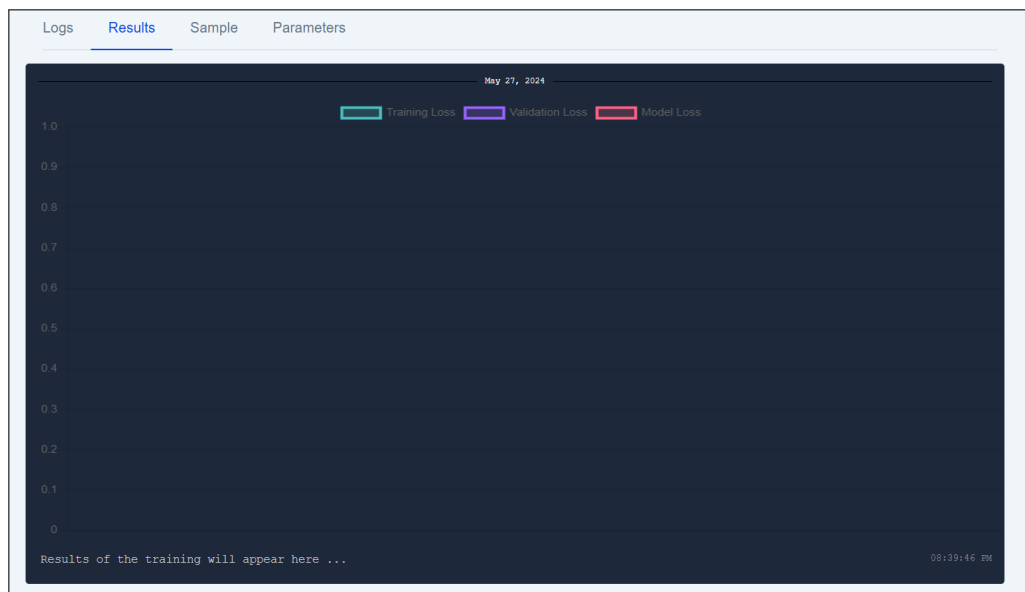 Logs Results Sample Parameters
May 27, 2024
Training Loss Validation Loss Model Loss
1.0
0.9
0.8
0.7
0.6
0.5
0.4
0.3
0.2
0.1
0
Results of the training will appear here ... 08:39:46 PM